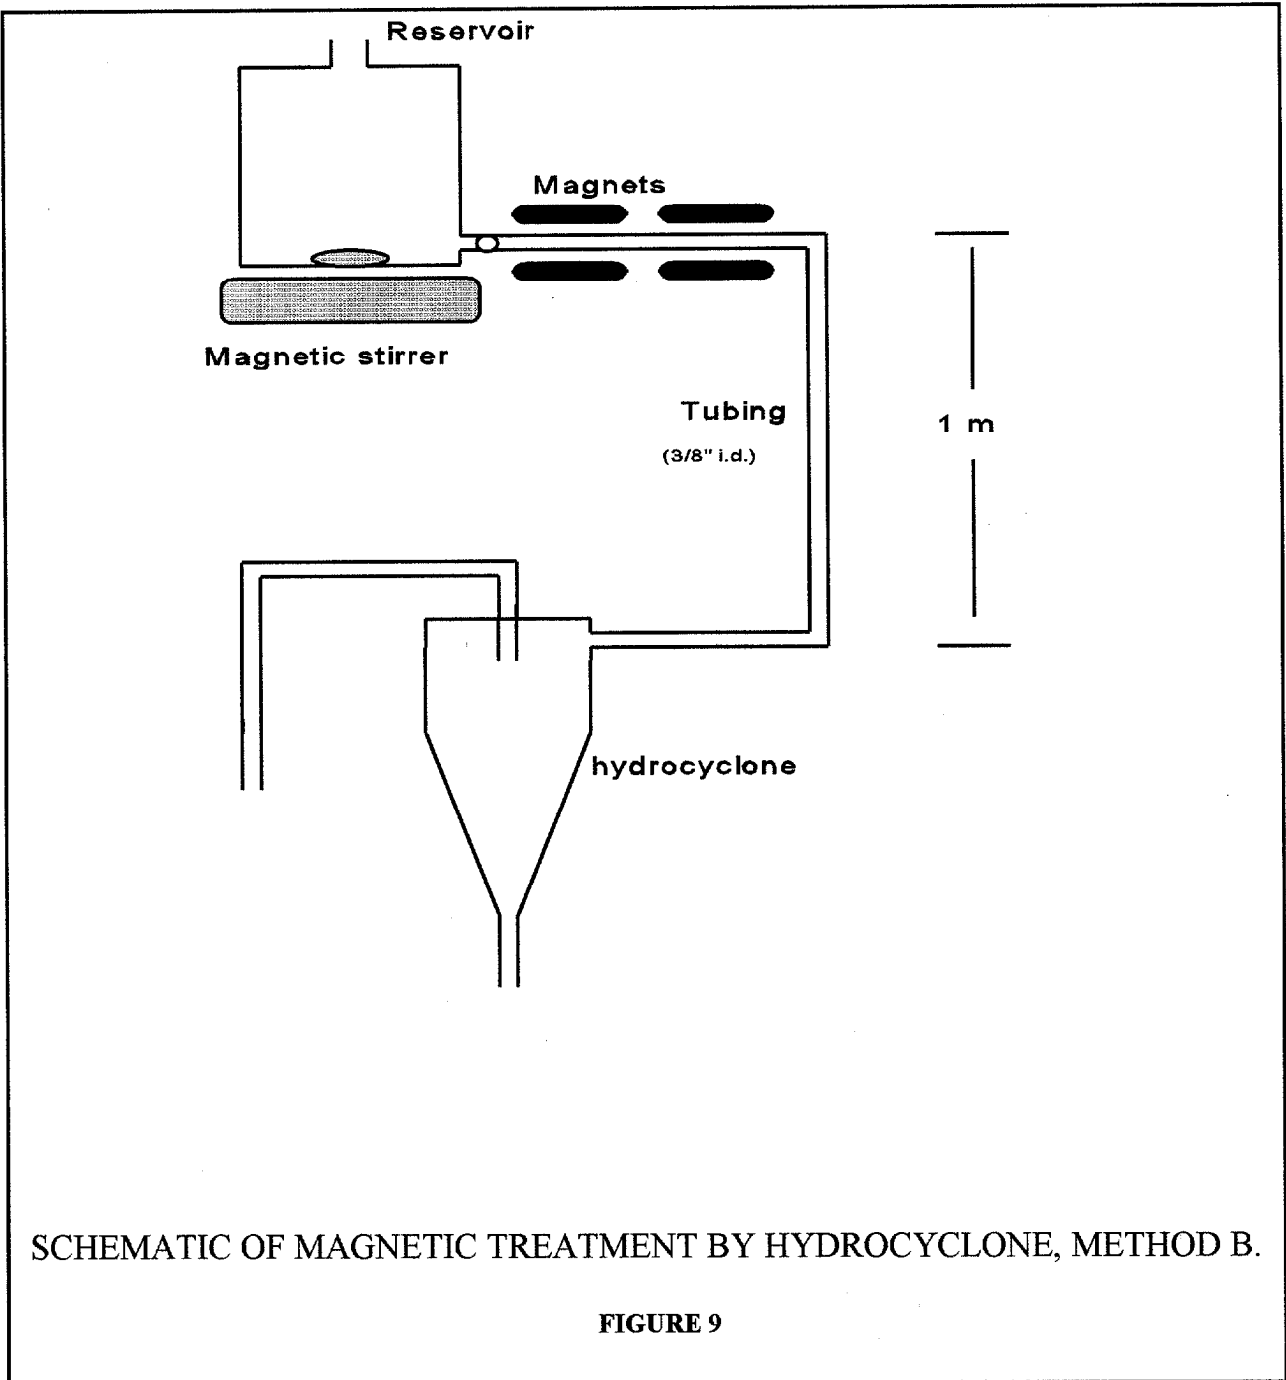 Reservoir
Magnets
Magnetic stirrer
Tubing
(3/8" i.d.)
1 m
hydrocyclone
SCHEMATIC OF MAGNETIC TREATMENT BY HYDROCYCLONE, METHOD B.
FIGURE 9